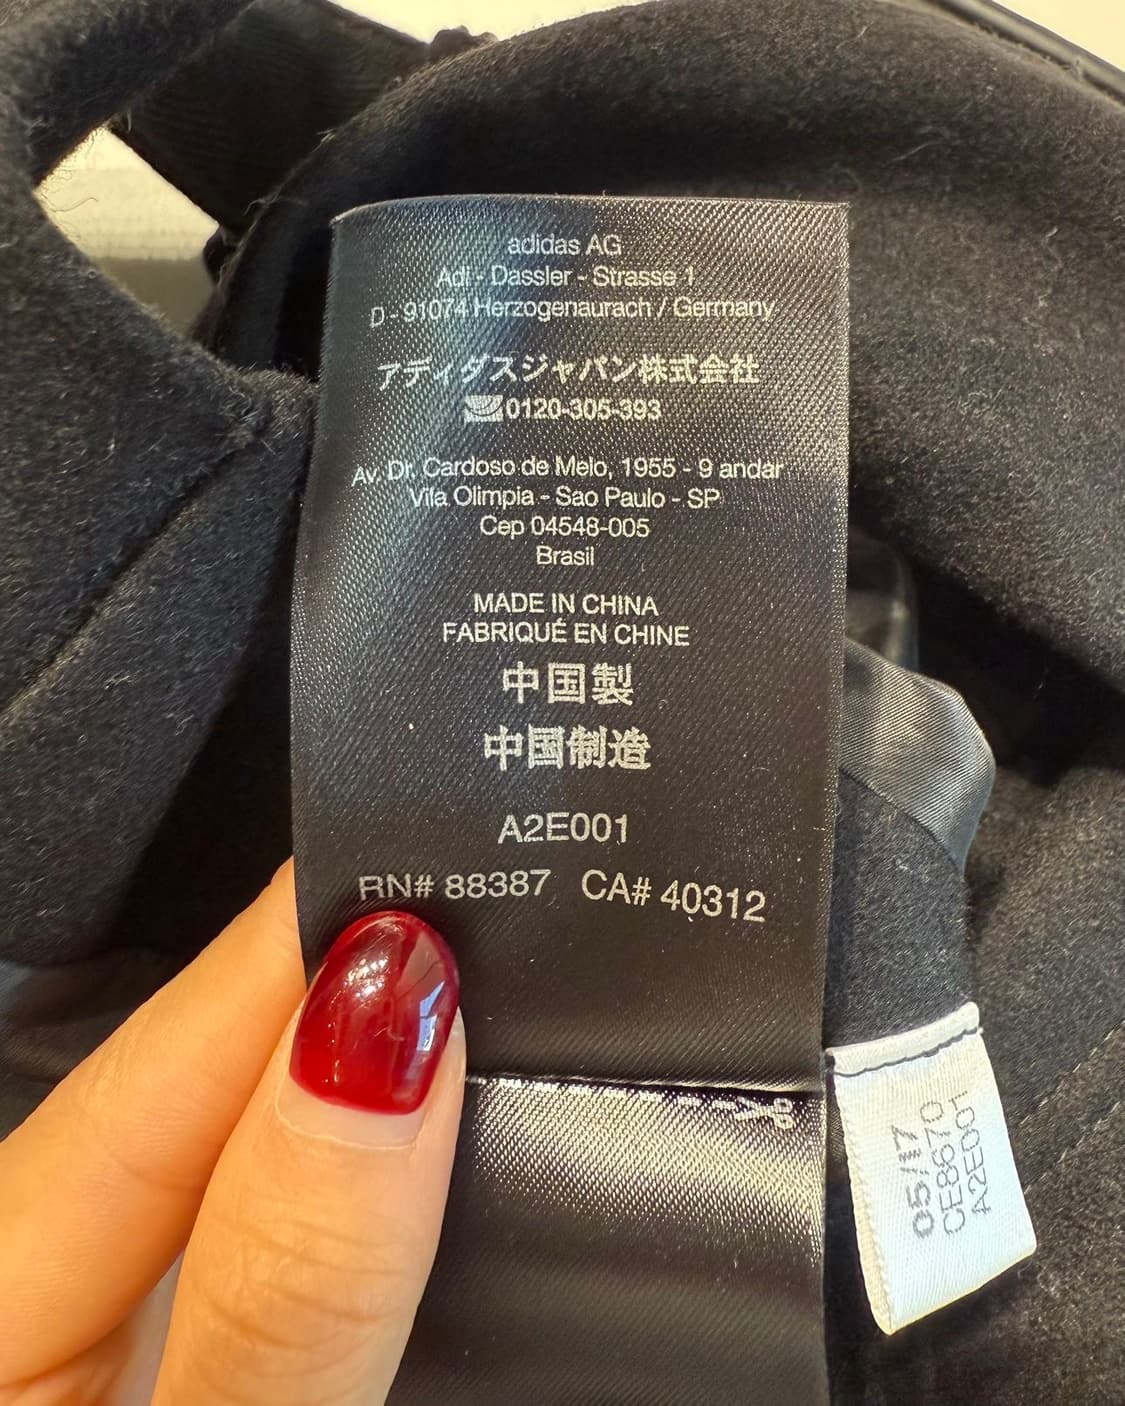 adidas AG
Adi - Dassler - Strasse 1
D - 91074 Herzogenaurach / Germany
アディダスジャパン株式会社
0120-305-393
Av. Dr. Cardoso de Melo, 1955 - 9 andar
Vila Olimpia - Sao Paulo - SP
Cep 04548-005
Brasil
MADE IN CHINA
FABRIQUÉ EN CHINE
中国製
中国制造
A2E001
RN# 88387 CA# 40312
05/17
CE8670
A2E001